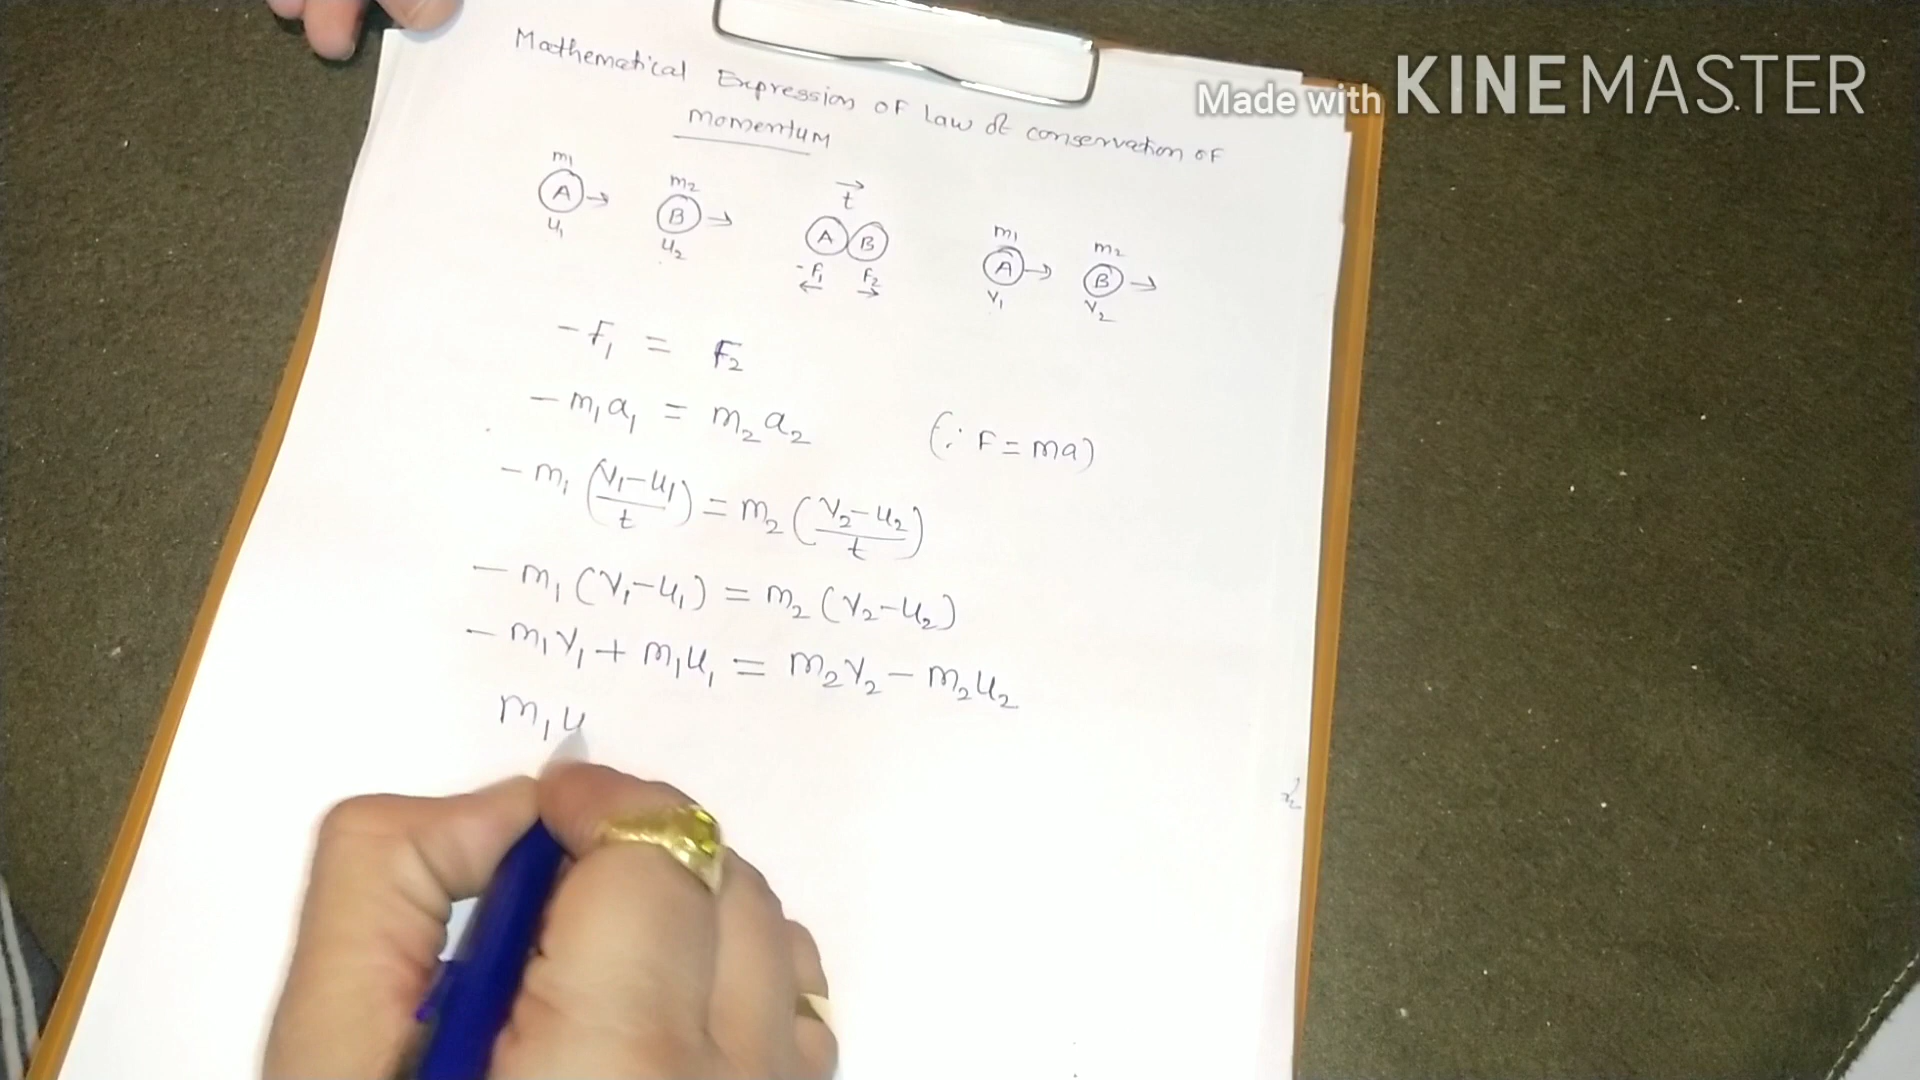 Made with KINEMASTER
Mathematical Expression of Law of conservation of
momentum
m₁ m₂ t m₁ m₂
A B A B A B
u₁ u₂ -F₁ F₂ v₁ v₂
-F₁ = F₂
-m₁a₁ = m₂a₂ (∵ F = ma)
-m₁(v₁-u₁/t) = m₂(v₂-u₂/t)
-m₁(v₁-u₁) = m₂(v₂-u₂)
-m₁v₁ + m₁u₁ = m₂v₂ - m₂u₂
m₁u